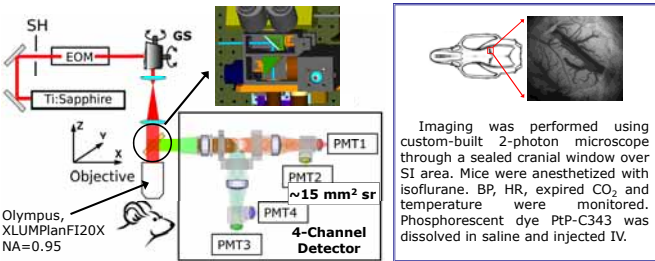 SH
EOM
GS
Ti:Sapphire
Z
Y
X
Objective
Olympus,
XLUMPlanFI20X
NA=0.95
PMT1
PMT2
~15 mm² sr
PMT4
PMT3
4-Channel
Detector
Imaging was performed using
custom-built 2-photon microscope
through a sealed cranial window over
SI area. Mice were anesthetized with
isoflurane. BP, HR, expired CO₂ and
temperature were monitored.
Phosphorescent dye PtP-C343 was
dissolved in saline and injected IV.